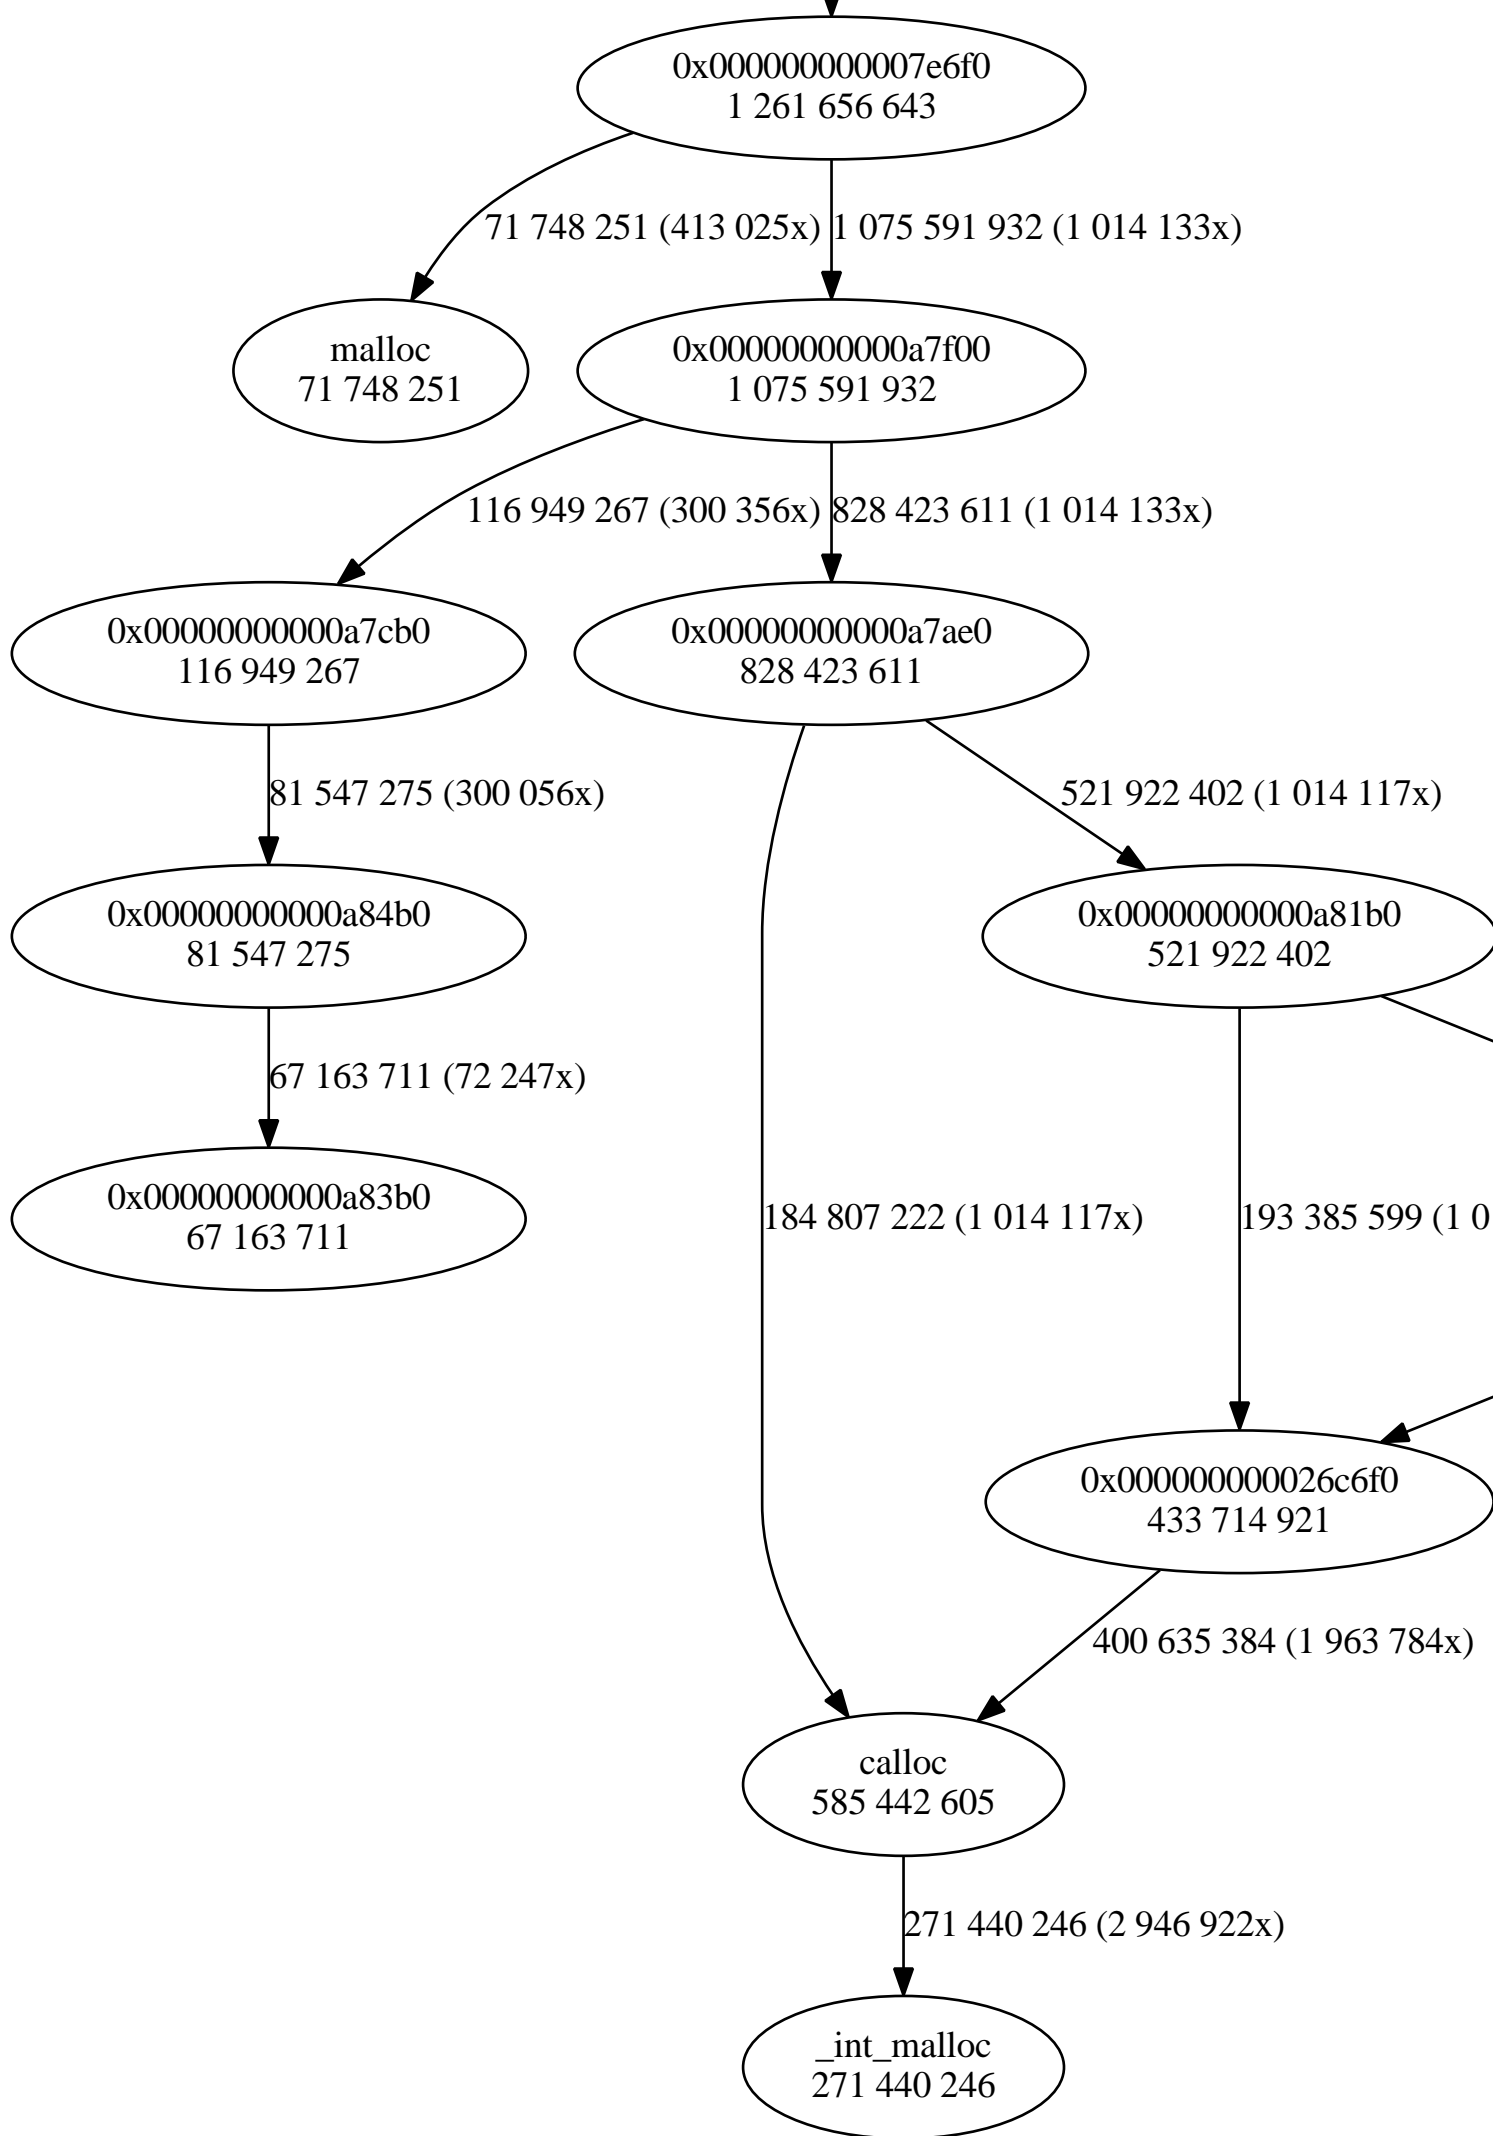 0x000000000007e6f0
1 261 656 643
71 748 251 (413 025x)
1 075 591 932 (1 014 133x)
malloc
71 748 251
0x00000000000a7f00
1 075 591 932
116 949 267 (300 356x)
828 423 611 (1 014 133x)
0x00000000000a7cb0
116 949 267
0x00000000000a7ae0
828 423 611
81 547 275 (300 056x)
521 922 402 (1 014 117x)
0x00000000000a84b0
81 547 275
0x00000000000a81b0
521 922 402
67 163 711 (72 247x)
0x00000000000a83b0
67 163 711
184 807 222 (1 014 117x)
193 385 599 (1 0
0x000000000026c6f0
433 714 921
400 635 384 (1 963 784x)
calloc
585 442 605
271 440 246 (2 946 922x)
_int_malloc
271 440 246